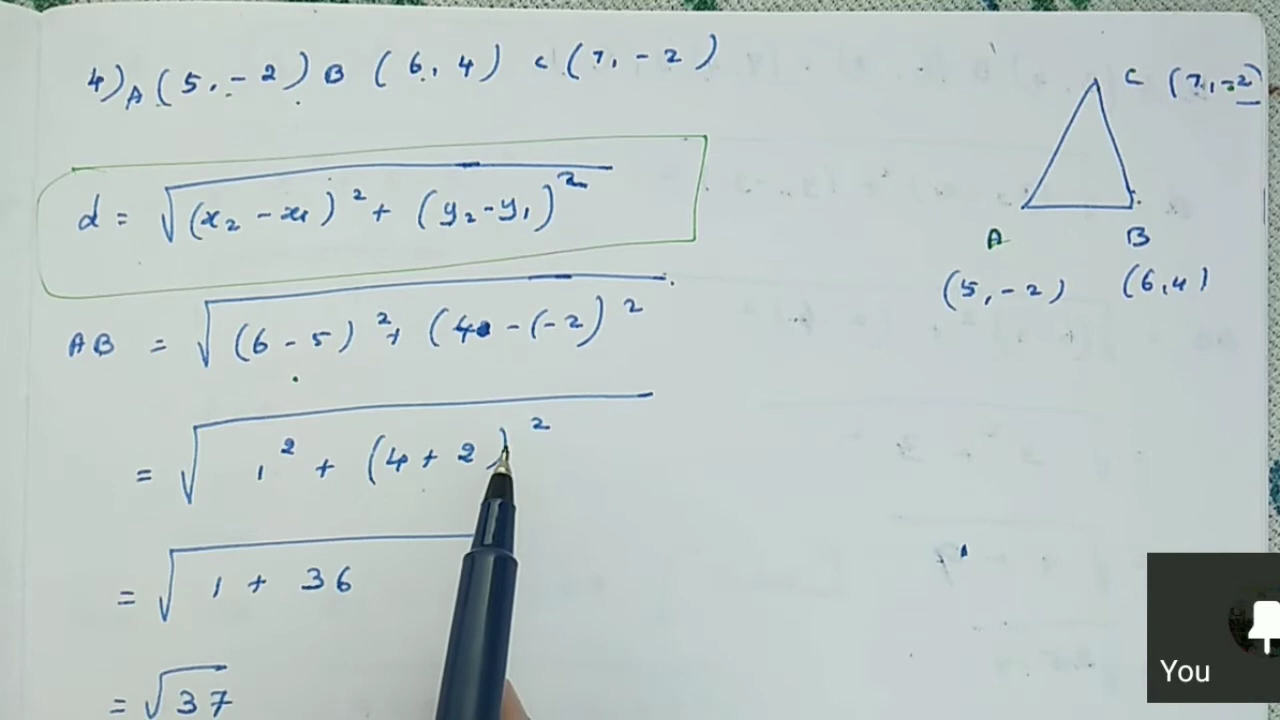 4) A (5, -2) B (6, 4) C (7, -2)
C (7, -2)
d = √(x₂ - x₁)² + (y₂ - y₁)²
A B
(5, -2) (6, 4)
AB = √(6 - 5)² + (4 - (-2)²
= √1² + (4 + 2)²
= √1 + 36
= √37
You